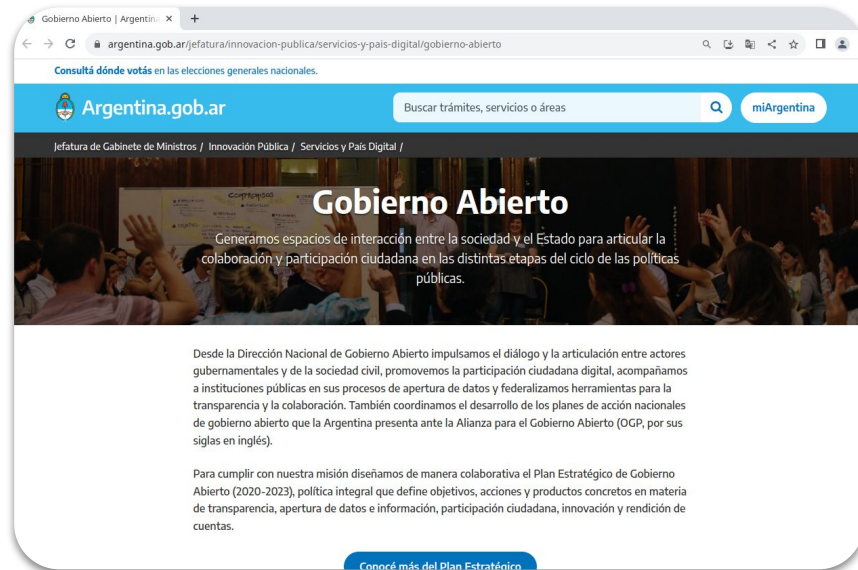 Gobierno Abierto | Argentina
argentina.gob.ar/jefatura/innovacion-publica/servicios-y-pais-digital/gobierno-abierto
Consultá dónde votás en las elecciones generales nacionales.
Argentina.gob.ar
Buscar trámites, servicios o áreas
miArgentina
Jefatura de Gabinete de Ministros / Innovación Pública / Servicios y País Digital /
COMPROMISOS
Gobierno Abierto
Generamos espacios de interacción entre la sociedad y el Estado para articular la
colaboración y participación ciudadana en las distintas etapas del ciclo de las políticas
públicas.
Desde la Dirección Nacional de Gobierno Abierto impulsamos el diálogo y la articulación entre actores
gubernamentales y de la sociedad civil, promovemos la participación ciudadana digital, acompañamos
a instituciones públicas en sus procesos de apertura de datos y federalizamos herramientas para la
transparencia y la colaboración. También coordinamos el desarrollo de los planes de acción nacionales
de gobierno abierto que la Argentina presenta ante la Alianza para el Gobierno Abierto (OGP, por sus
siglas en inglés).
Para cumplir con nuestra misión diseñamos de manera colaborativa el Plan Estratégico de Gobierno
Abierto (2020-2023), política integral que define objetivos, acciones y productos concretos en materia
de transparencia, apertura de datos e información, participación ciudadana, innovación y rendición de
cuentas.
Conocé más del Plan Estratégico